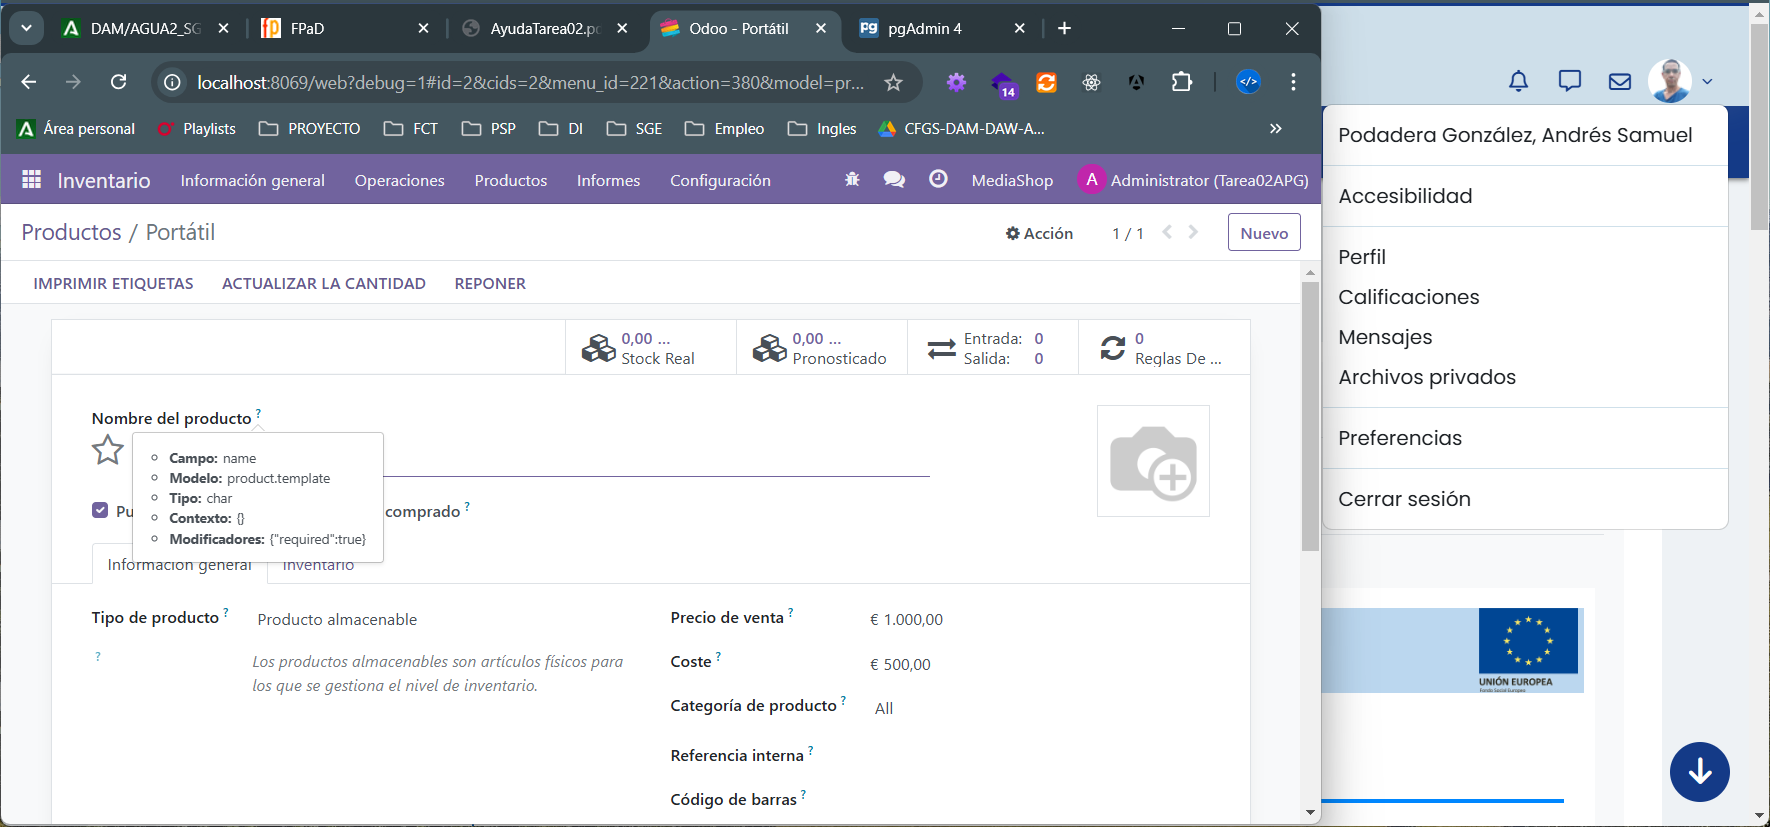 DAM/AGUA2_SG
FPaD
AyudaTarea02.pd
Odoo - Portátil
pgAdmin 4
localhost:8069/web?debug=1#id=2&cids=2&menu_id=221&action=380&model=pr...
14
Área personal
Playlists
PROYECTO
FCT
PSP
DI
SGE
Empleo
Ingles
CFGS-DAM-DAW-A...
Inventario
Información general
Operaciones
Productos
Informes
Configuración
MediaShop
A
Administrator (Tarea02APG)
Productos / Portátil
Acción
1 / 1
Nuevo
IMPRIMIR ETIQUETAS
ACTUALIZAR LA CANTIDAD
REPONER
0,00 ...
Stock Real
0,00 ...
Pronosticado
Entrada: 0
Salida: 0
0
Reglas De ...
Nombre del producto ?
Campo: name
Modelo: product.template
Tipo: char
Contexto: {}
Modificadores: {"required":true}
Pu
comprado ?
Información general
Inventario
Tipo de producto ?
Producto almacenable
?
Los productos almacenables son artículos físicos para
los que se gestiona el nivel de inventario.
Precio de venta ?
€ 1.000,00
Coste ?
€ 500,00
Categoría de producto ?
All
Referencia interna ?
Código de barras ?
Podadera González, Andrés Samuel
Accesibilidad
Perfil
Calificaciones
Mensajes
Archivos privados
Preferencias
Cerrar sesión
UNIÓN EUROPEA
Fondo Social Europeo